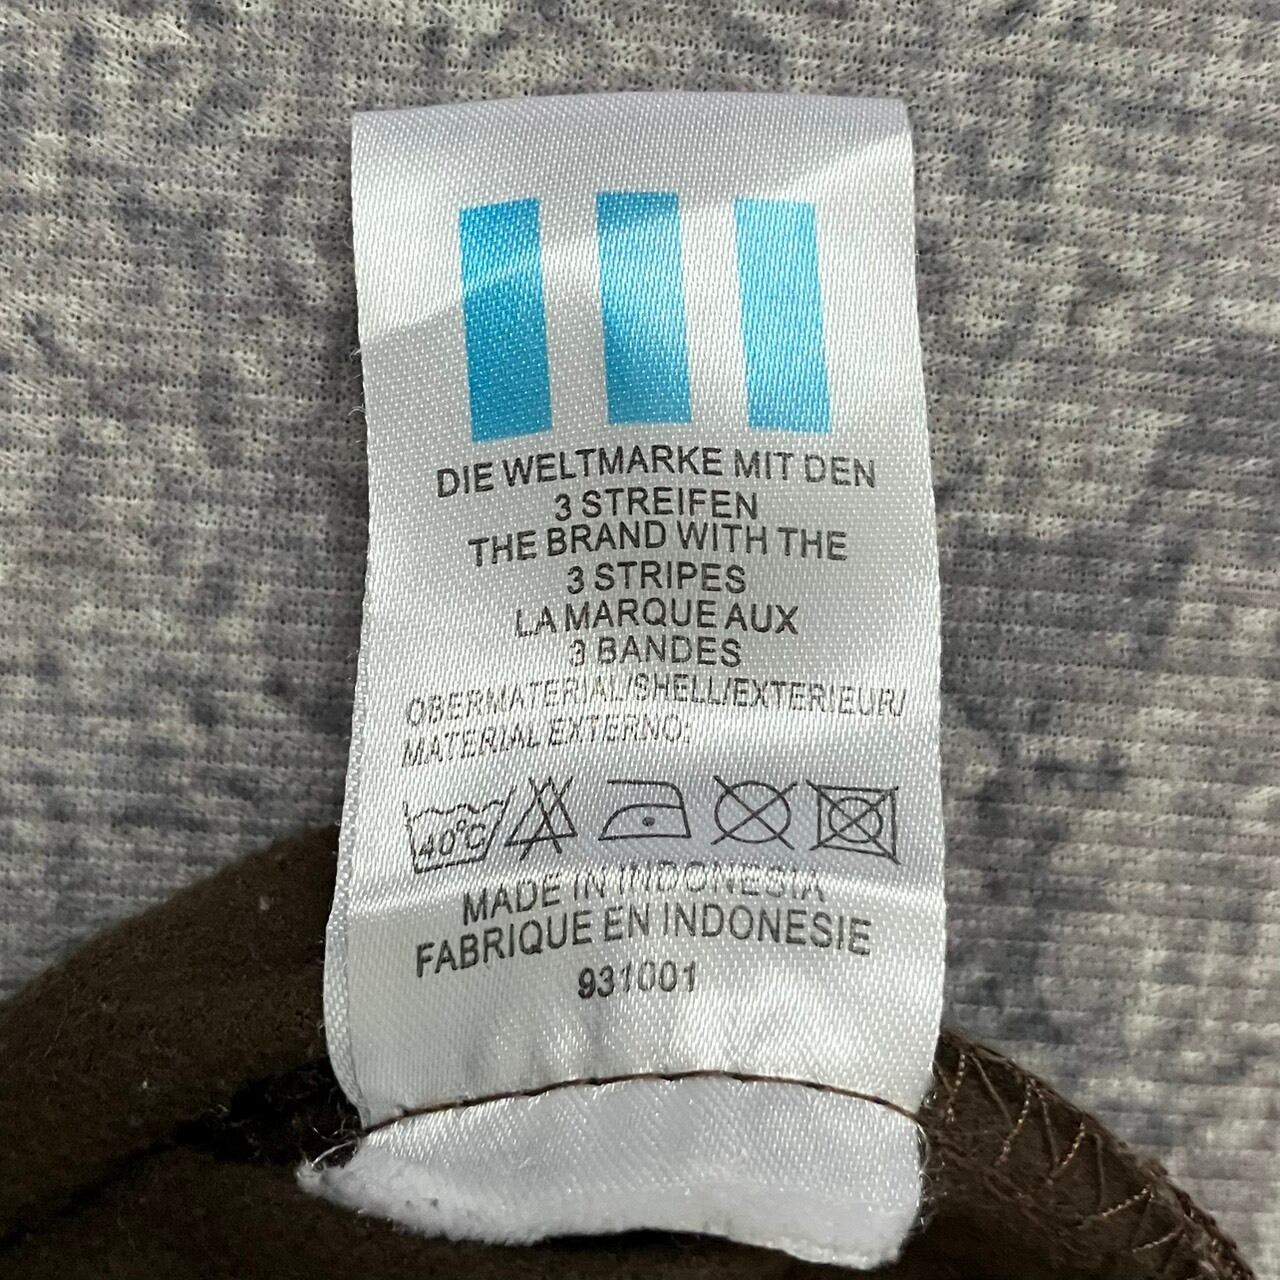 DIE WELTMARKE MIT DEN
3 STREIFEN
THE BRAND WITH THE
3 STRIPES
LA MARQUE AUX
3 BANDES
OBERMATERIAL/SHELL/EXTERIEUR/
MATERIAL EXTERNO:
40°C
MADE IN INDONESIA
FABRIQUE EN INDONESIE
931001